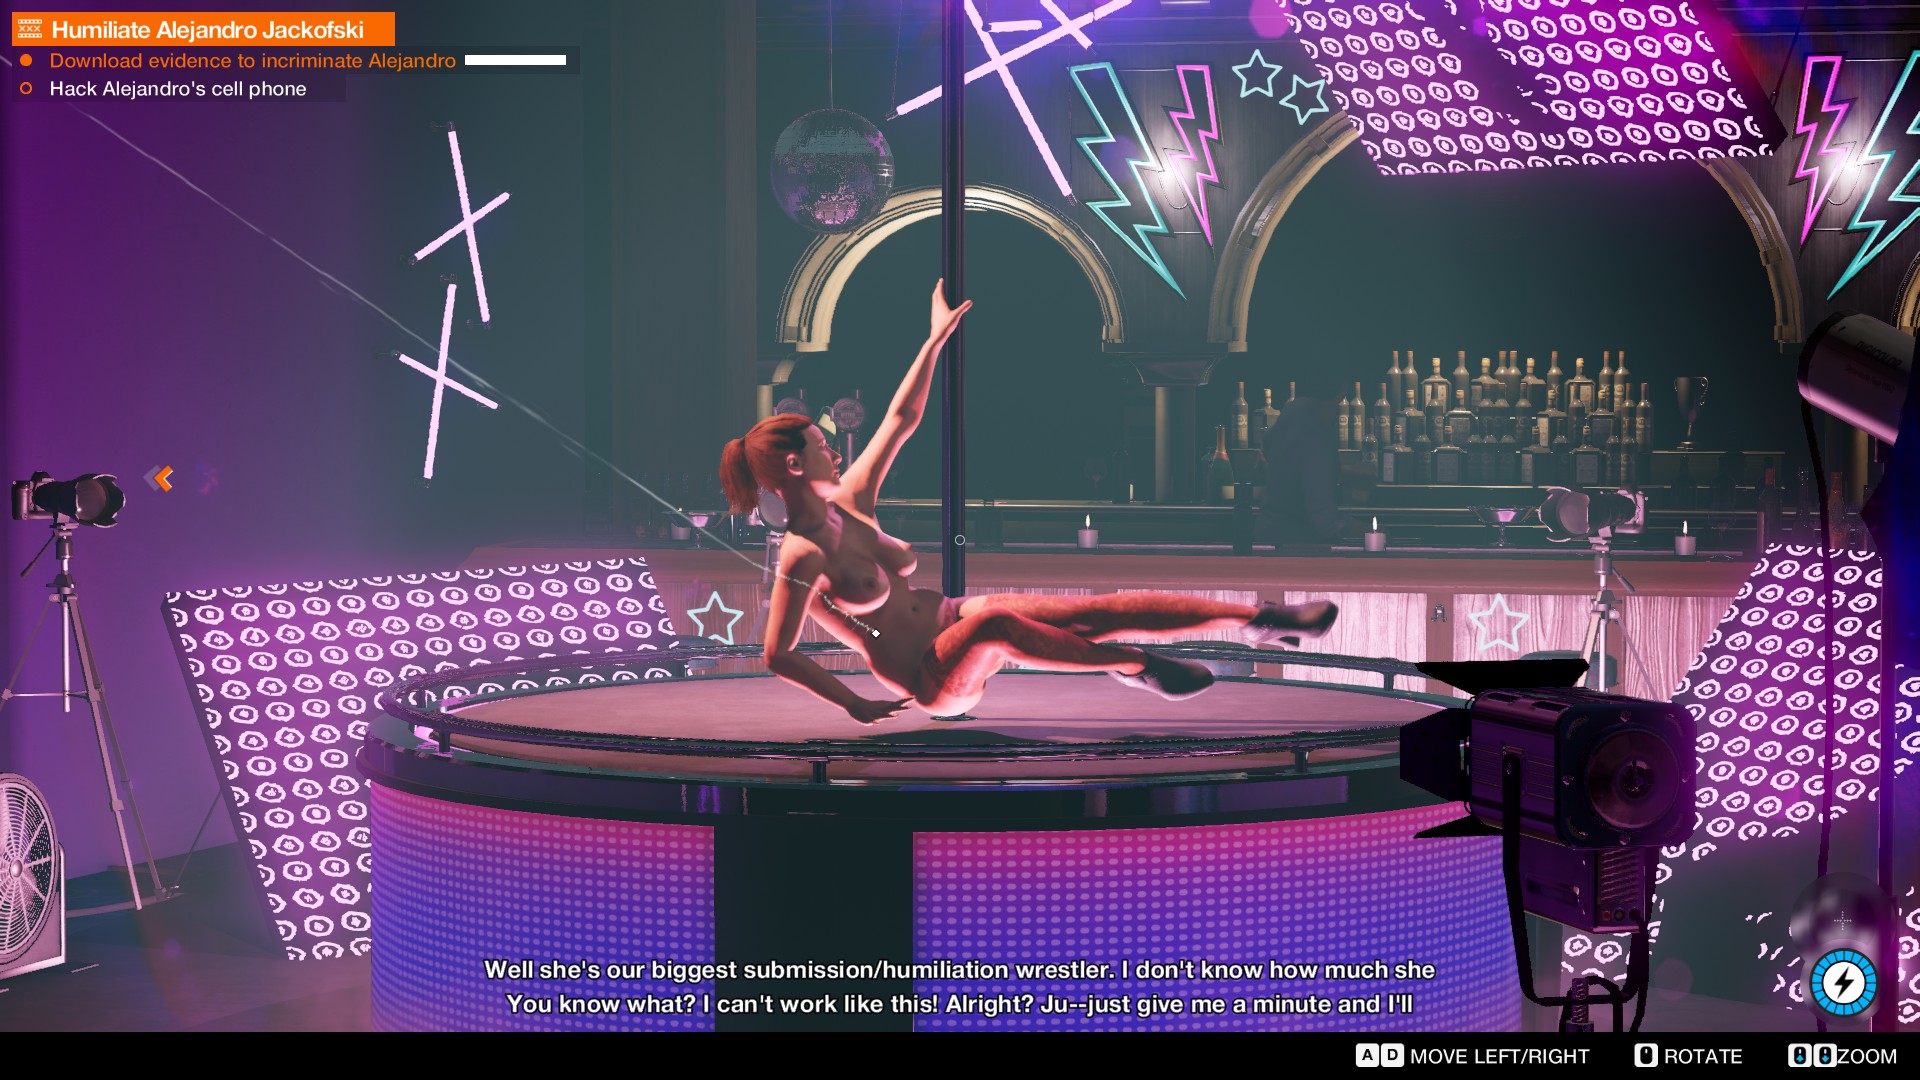 Humiliate Alejandro Jackofski
Download evidence to incriminate Alejandro
Hack Alejandro's cell phone
Well she's our biggest submission/humiliation wrestler. I don't know how much she
You know what? I can't work like this! Alright? Ju--just give me a minute and I'll
A D MOVE LEFT/RIGHT ROTATE ZOOM